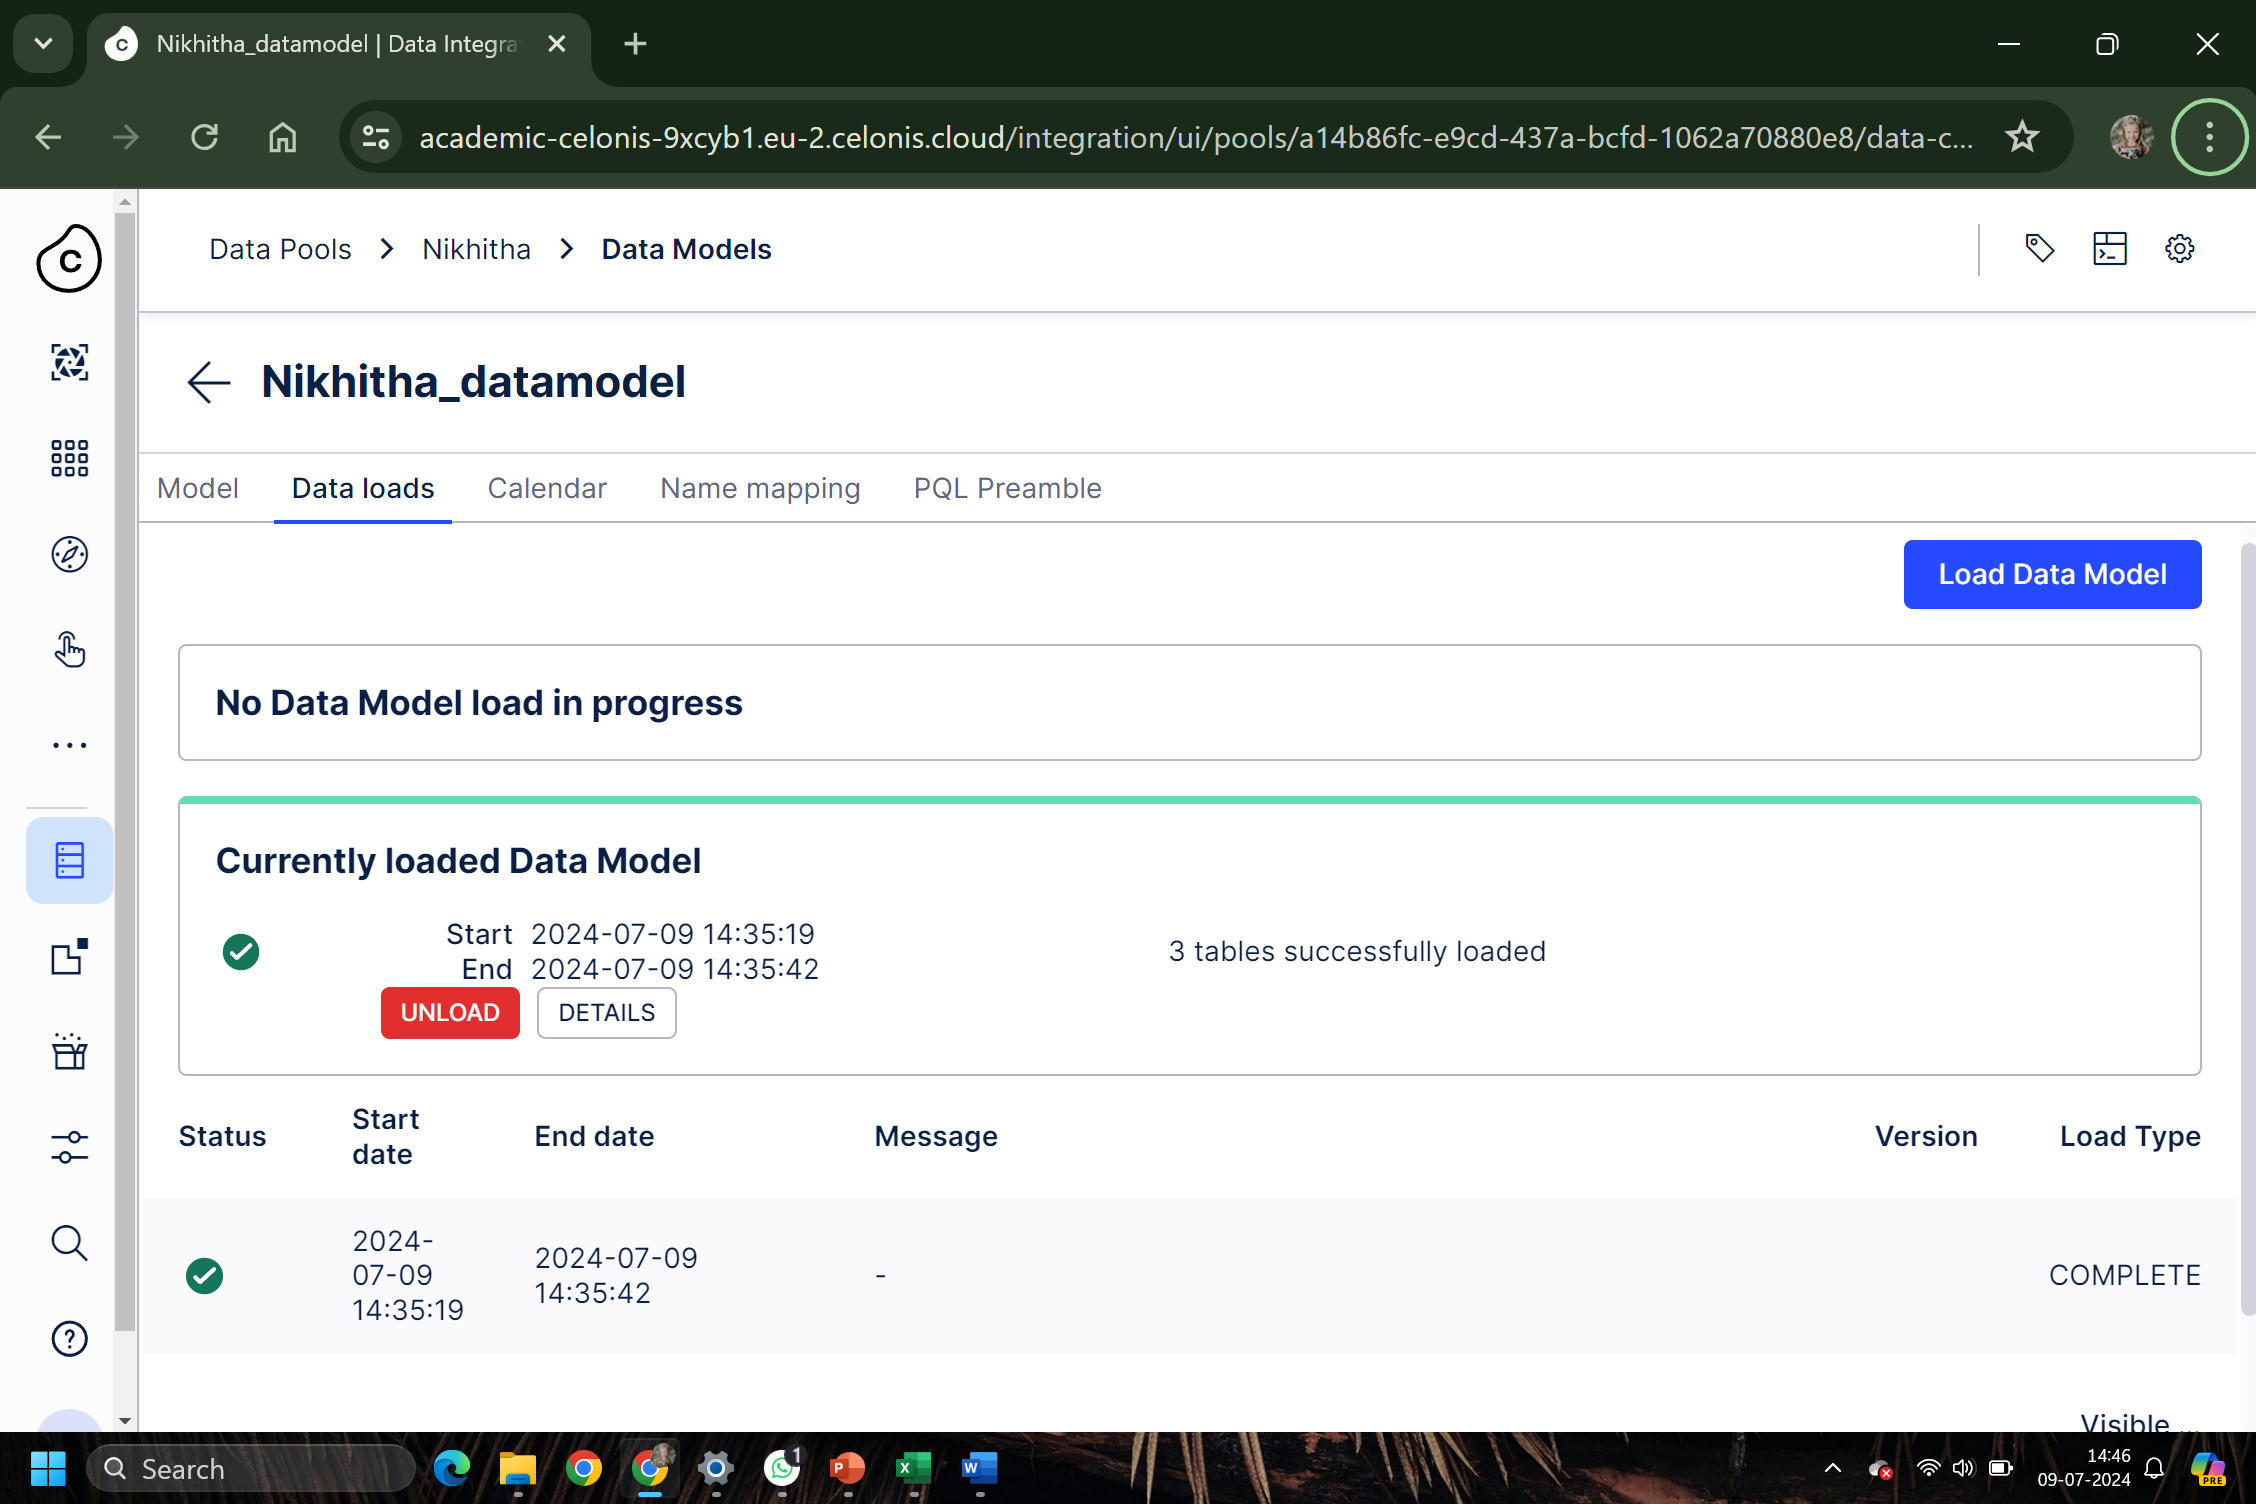 Nikhitha_datamodel | Data Integra
academic-celonis-9xcyb1.eu-2.celonis.cloud/integration/ui/pools/a14b86fc-e9cd-437a-bcfd-1062a70880e8/data-c...
Data Pools > Nikhitha > Data Models
Nikhitha_datamodel
Model Data loads Calendar Name mapping PQL Preamble
Load Data Model
No Data Model load in progress
Currently loaded Data Model
Start 2024-07-09 14:35:19
End 2024-07-09 14:35:42
3 tables successfully loaded
UNLOAD DETAILS
Status Start date End date Message Version Load Type
2024-
07-09
14:35:19
2024-07-09
14:35:42
-
COMPLETE
Visible ...
Search
1
14:46
09-07-2024
PRE